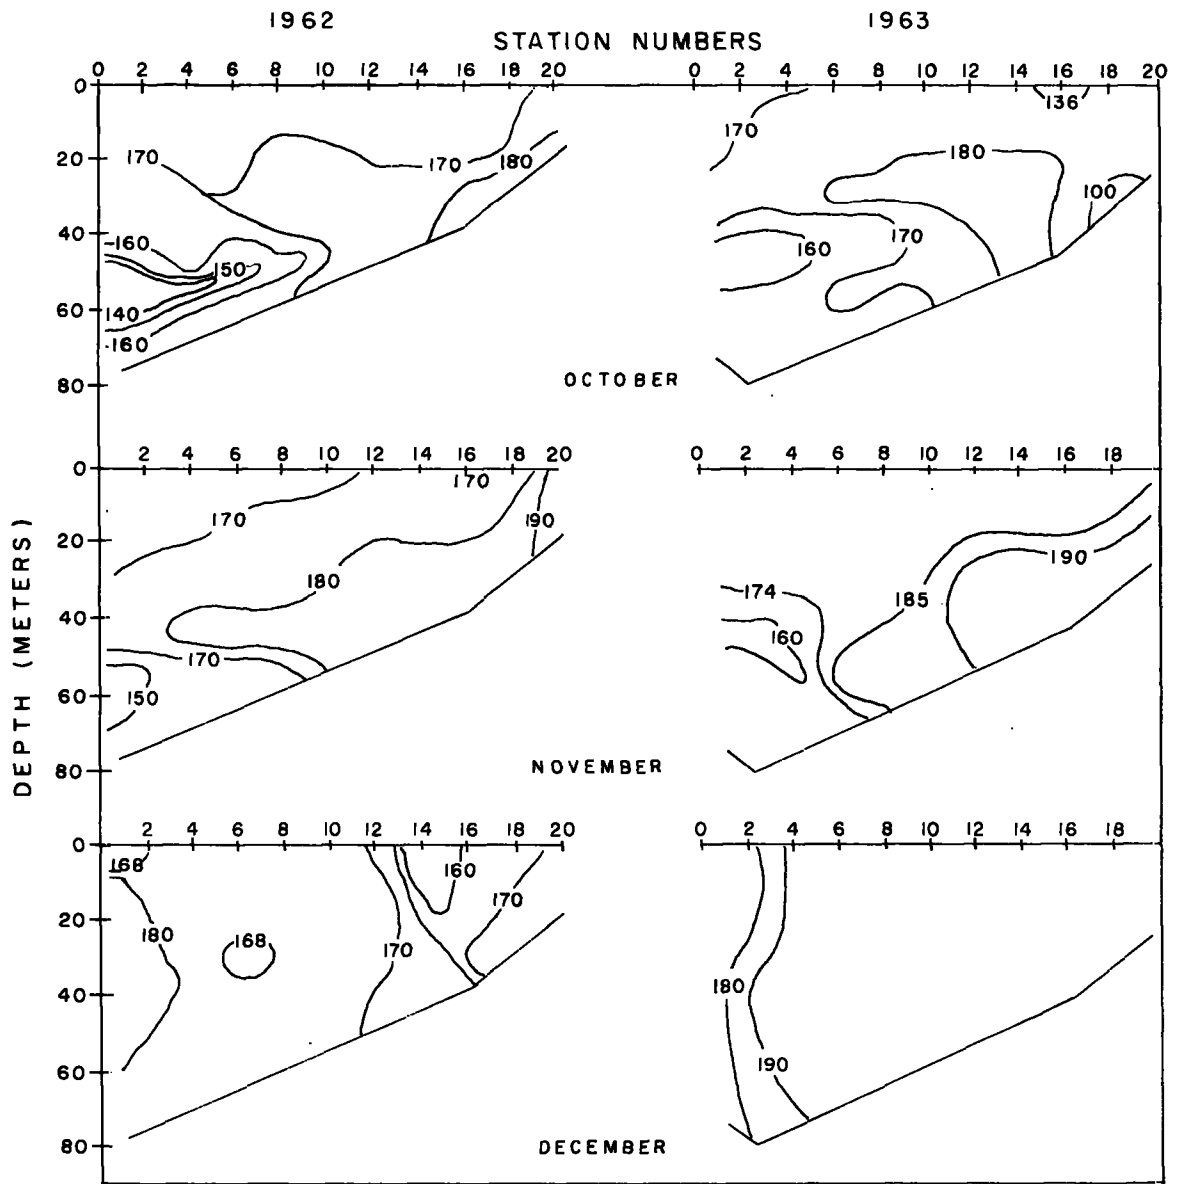 1962 1963
STATION NUMBERS
0 2 4 6 8 10 12 14 16 18 20 0 2 4 6 8 10 12 14 16 18 20
0
136
170
20 170 170 180 180
100
40 -160 170
160
150
60 140
-160
80 OCTOBER
2 4 6 8 10 12 14 16 18 20 0 2 4 6 8 10 12 14 16 18
0 170
170 190
20 190
180 174 185
40 160
170
60 150
80 NOVEMBER
DEPTH (METERS)
2 4 6 8 10 12 14 16 18 20 0 2 4 6 8 10 12 14 16 18
0
168 160
170
20 180 168 170
40 180
60 190
80 DECEMBER